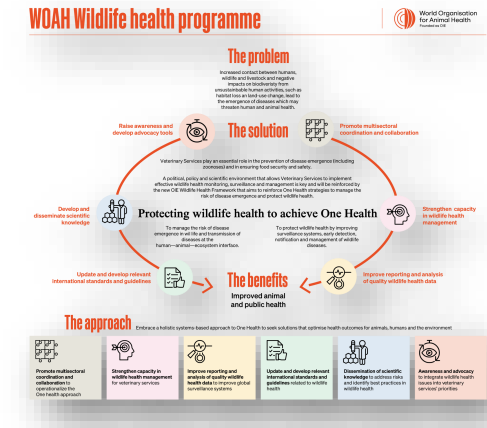 WOAH Wildlife health programme
World Organisation
for Animal Health
Founded as OIE
The problem
Increased contact between humans,
wildlife and livestock and negative
impacts on biodiversity from
unsustainable human activities, such as
habitat loss an land-use change, lead to
the emergence of diseases which may
threaten human and animal health.
Raise awareness and
develop advocacy tools
The solution
Promote multisectoral
coordination and collaboration
Veterinary Services play an essential role in the prevention of disease emergence (including
zoonoses) and in ensuring food security and safety.
A political, policy and scientific environment that allows Veterinary Services to implement
effective wildlife health monitoring, surveillance and management is key and will be reinforced by
the new OIE Wildlife Health Framework that aims to reinforce One Health strategies to manage the
risk of disease emergence and protect wildlife health.
Develop and
disseminate scientific
knowledge
Protecting wildlife health to achieve One Health
Strengthen capacity
in wildlife health
management
To manage the risk of disease
emergence in wildlife and transmission of
diseases at the
human—animal—ecosystem interface.
To protect wildlife health by improving
surveillance systems, early detection,
notification and management of wildlife
diseases.
Update and develop relevant
international standards and guidelines
The benefits
Improved animal
and public health
Improve reporting and analysis
of quality wildlife health data
The approach
Embrace a holistic systems-based approach to One Health to seek solutions that optimise health outcomes for animals, humans and the environment
Promote multisectoral
coordination and
collaboration to
operationalize the
One health approach
Strengthen capacity in
wildlife health management
for veterinary services
Improve reporting and
analysis of quality wildlife
health data to improve global
surveillance systems
Update and develop relevant
international standards and
guidelines related to wildlife
health
Dissemination of scientific
knowledge to address risks
and identify best practices in
wildlife health
Awareness and advocacy
to integrate wildlife health
issues into veterinary
services' priorities